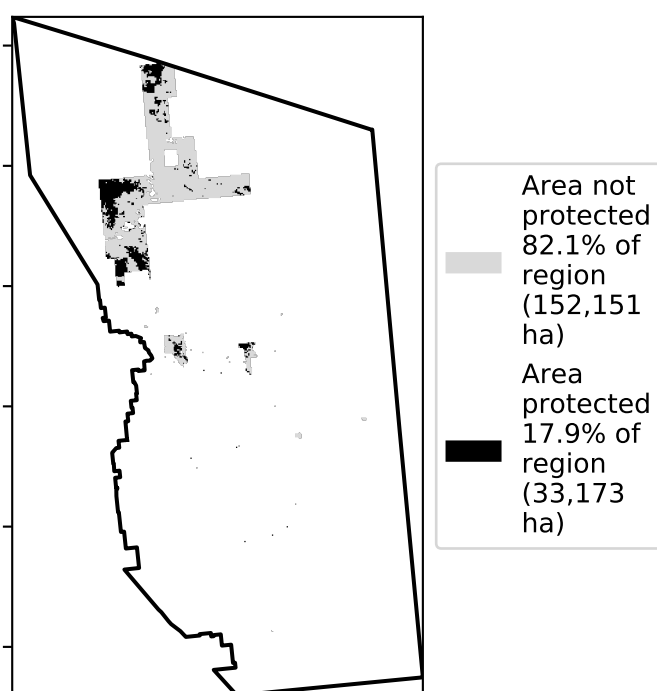 Area not
protected
82.1% of
region
(152,151
ha)
Area
protected
17.9% of
region
(33,173
ha)